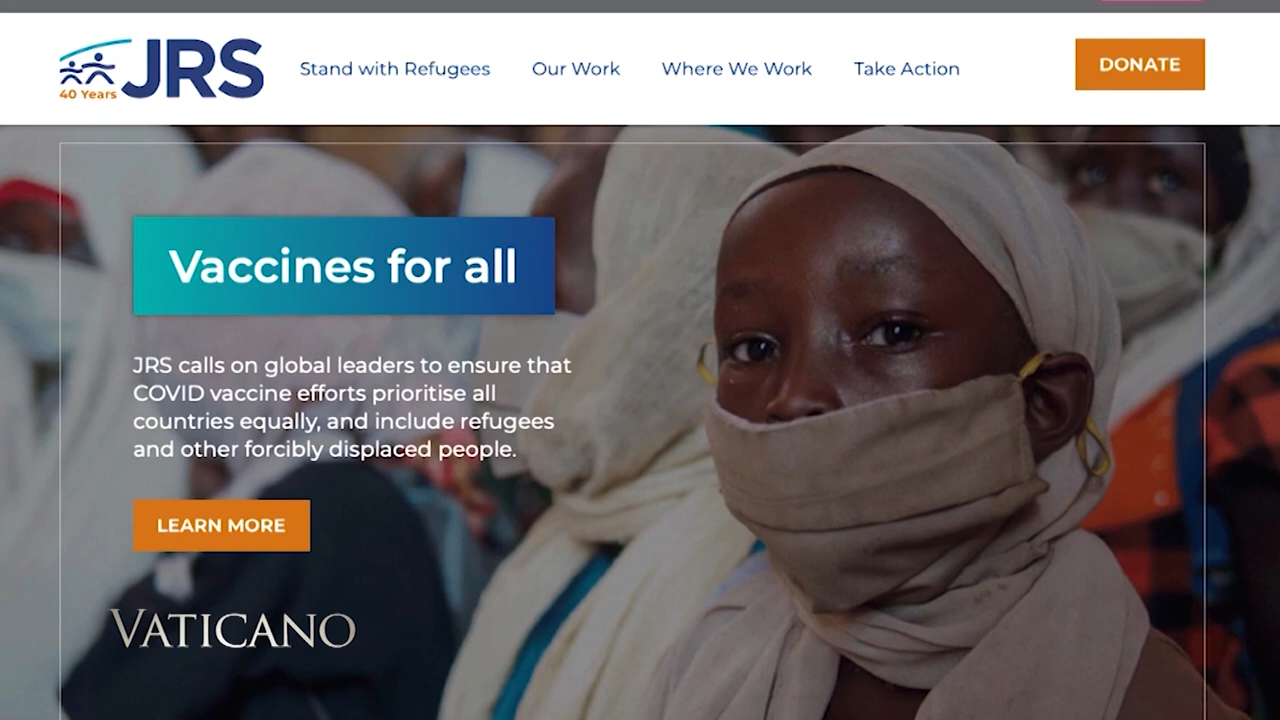 JRS
40 Years
Stand with Refugees
Our Work
Where We Work
Take Action
DONATE
Vaccines for all
JRS calls on global leaders to ensure that
COVID vaccine efforts prioritise all
countries equally, and include refugees
and other forcibly displaced people.
LEARN MORE
VATICANO